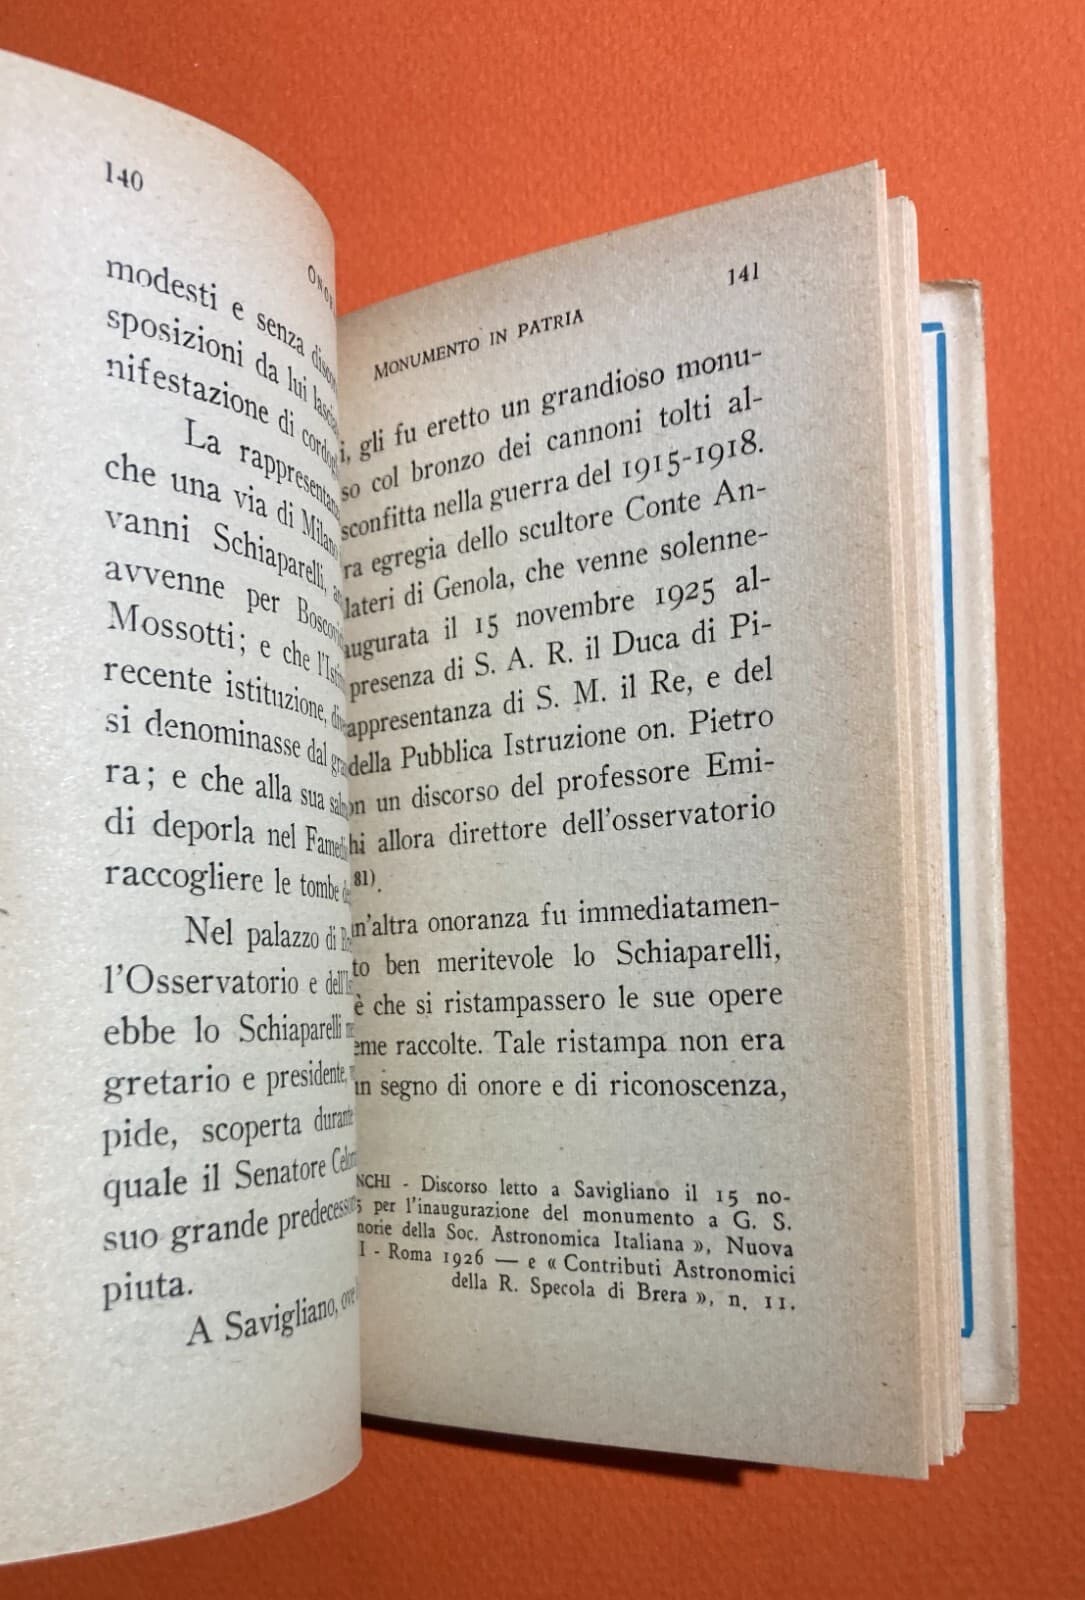 140
modesti e senza
sposizioni da lui
nifestazione di
La
che una via di Milano
vanni Schiaparelli,
avvenne per
Mossotti; e che
recente istituzione,
si denominasse dal
ra; e che alla sua
di deporla nel
raccogliere le tombe
Nel palazzo di
l'Osservatorio e
ebbe lo Schiaparelli
gretario e presidente,
pide, scoperta
quale il Senatore
suo grande
piuta.
A Savigliano, ove
141
MONUMENTO IN PATRIA
i, gli fu eretto un grandioso monu-
so col bronzo dei cannoni tolti al-
sconfitta nella guerra del 1915-1918.
ra egregia dello scultore Conte An-
lateri di Genola, che venne solenne-
augurata il 15 novembre 1925 al-
presenza di S. A. R. il Duca di Pi-
appresentanza di S. M. il Re, e del
della Pubblica Istruzione on. Pietro
on un discorso del professore Emi-
hi allora direttore dell'osservatorio
81).
n'altra onoranza fu immediatamen-
to ben meritevole lo Schiaparelli,
è che si ristampassero le sue opere
eme raccolte. Tale ristampa non era
un segno di onore e di riconoscenza,
NCHI - Discorso letto a Savigliano il 15 no-
5 per l'inaugurazione del monumento a G. S.
morie della Soc. Astronomica Italiana », Nuova
I - Roma 1926 — e « Contributi Astronomici
della R. Specola di Brera », n. 11.